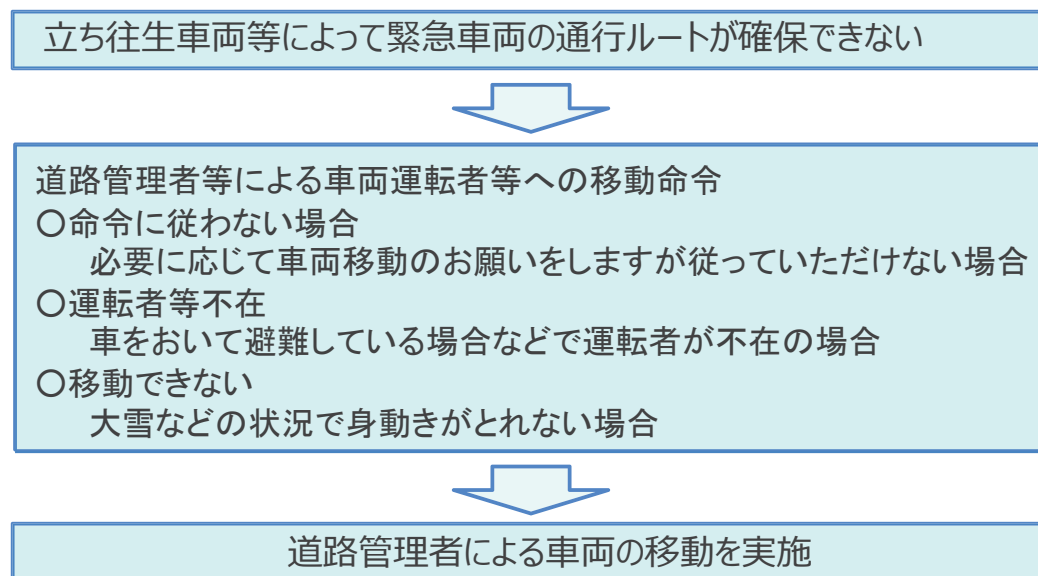 立ち往生車両等によって緊急車両の通行ルートが確保できない
道路管理者等による車両運転者等への移動命令
○命令に従わない場合
必要に応じて車両移動のお願いをしますが従っていただけない場合
○運転者等不在
車をおいて避難している場合などで運転者が不在の場合
○移動できない
大雪などの状況で身動きがとれない場合
道路管理者による車両の移動を実施